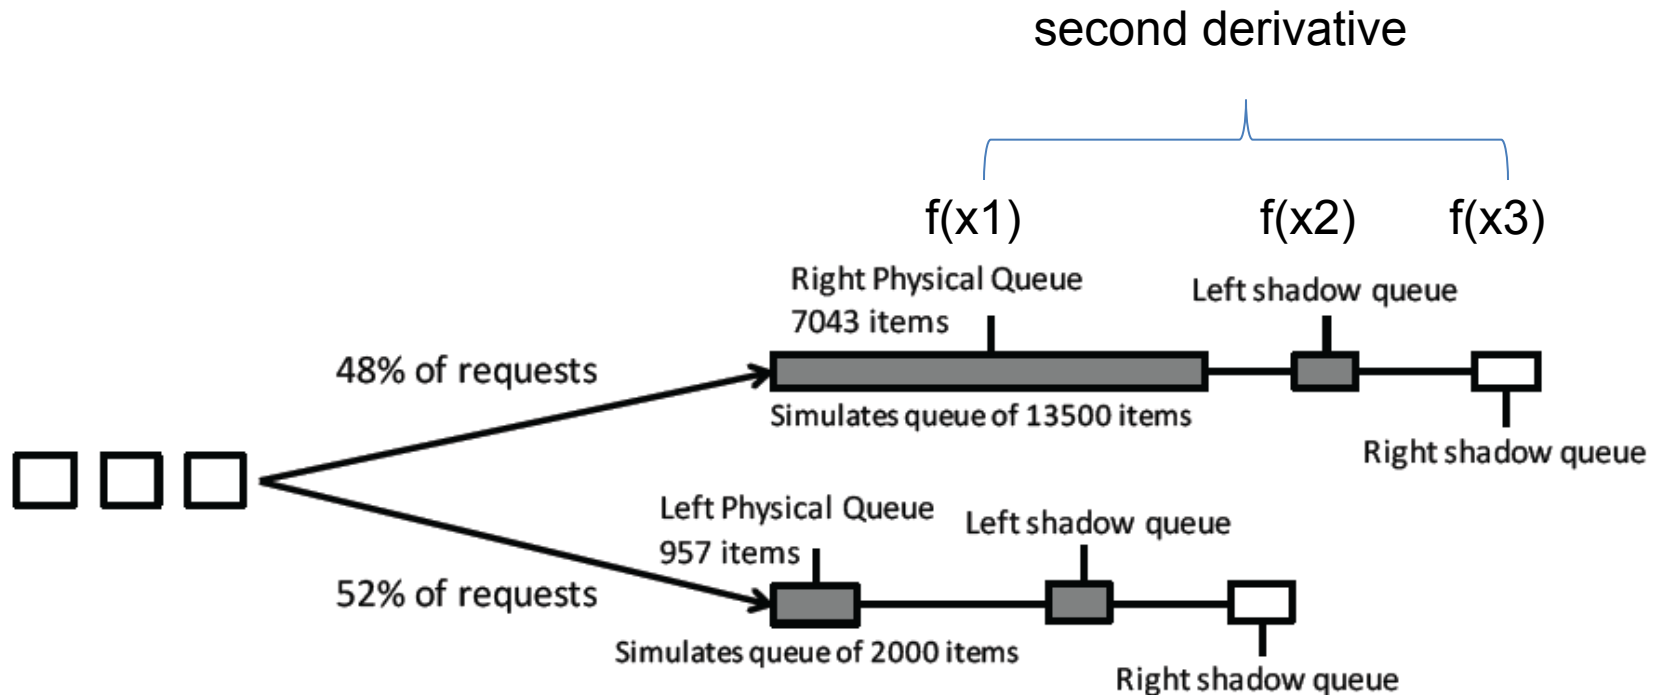 second derivative
f(x1)
f(x2)
f(x3)
Right Physical Queue
7043 items
Left shadow queue
48% of requests
Simulates queue of 13500 items
Right shadow queue
Left Physical Queue
957 items
Left shadow queue
52% of requests
Simulates queue of 2000 items
Right shadow queue